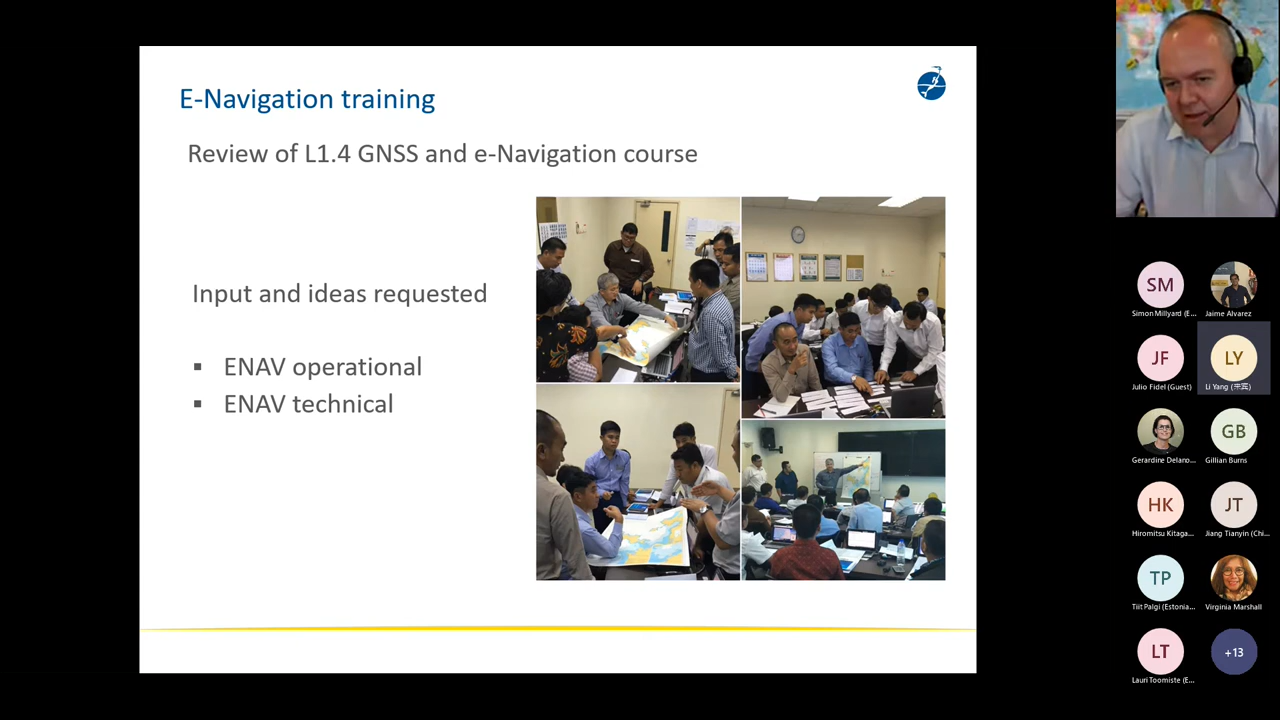 E-Navigation training
Review of L1.4 GNSS and e-Navigation course
Input and ideas requested
▪ ENAV operational
▪ ENAV technical
SM
Simon Millyard (E...
Jaime Alvarez
JF
Julio Fidel (Guest)
LY
Li Yang
GB
Gerardine Delano...
Gillian Burns
HK
Hiromitsu Kitaga...
JT
Jiang Tianyin (Chi...
TP
Tiit Palgi (Estonia...
Virginia Marshall
LT
Lauri Toomiste (E...
+13